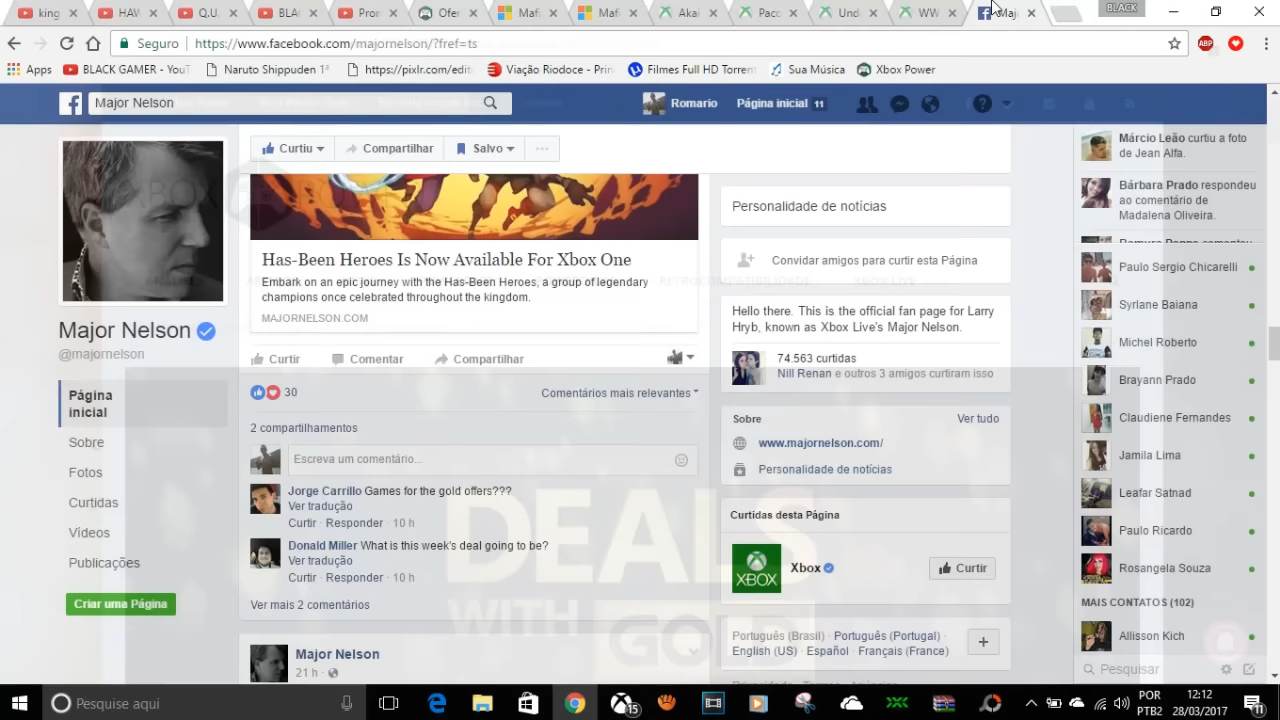 king
HAW
Q.U.
BLA
Prom
Ofer
Mafi
Mafi
Akai
Pacc
Unde
WW
Maj
BLACK
Seguro
https://www.facebook.com/majornelson/?fref=ts
Apps
BLACK GAMER - YouT
Naruto Shippuden 1ª
https://pixlr.com/edit
Viação Riodoce - Prin
Filmes Full HD Torrent
Sua Música
Xbox Power
Major Nelson
Romario
Página inicial 11
Curtiu
Compartilhar
Salvo
Major Nelson
@majornelson
Página inicial
Sobre
Fotos
Curtidas
Vídeos
Publicações
Criar uma Página
Has-Been Heroes Is Now Available For Xbox One
Embark on an epic journey with the Has-Been Heroes, a group of legendary
champions once celebrated throughout the kingdom.
MAJORNELSON.COM
Curtir
Comentar
Compartilhar
30
Comentários mais relevantes
2 compartilhamentos
Escreva um comentário...
Jorge Carrillo Games for the gold offers???
Ver tradução
Curtir · Responder · 10 h
Donald Miller What is this week's deal going to be?
Ver tradução
Curtir · Responder · 10 h
Ver mais 2 comentários
Major Nelson
21 h
DEALS
WITH GOLD
Personalidade de notícias
Convidar amigos para curtir esta Página
Hello there. This is the official fan page for Larry
Hryb, known as Xbox Live's Major Nelson.
74.563 curtidas
Nill Renan e outros 3 amigos curtiram isso
RETROCOMPATIBILIDADE
XBOX LIVE
Sobre
Ver tudo
www.majornelson.com/
Personalidade de notícias
Curtidas desta Página
XBOX
Xbox
Curtir
Português (Brasil) · Português (Portugal) ·
English (US) · Español · Français (France)
Márcio Leão curtiu a foto
de Jean Alfa.
Bárbara Prado respondeu
ao comentário de
Madalena Oliveira.
Paulo Sergio Chicarelli
Syrlane Baiana
Michel Roberto
Brayann Prado
Claudiene Fernandes
Jamila Lima
Leafar Satnad
Paulo Ricardo
Rosangela Souza
MAIS CONTATOS (102)
Allisson Kich
Pesquisar
Pesquise aqui
15
POR
PTB2
12:12
28/03/2017
11